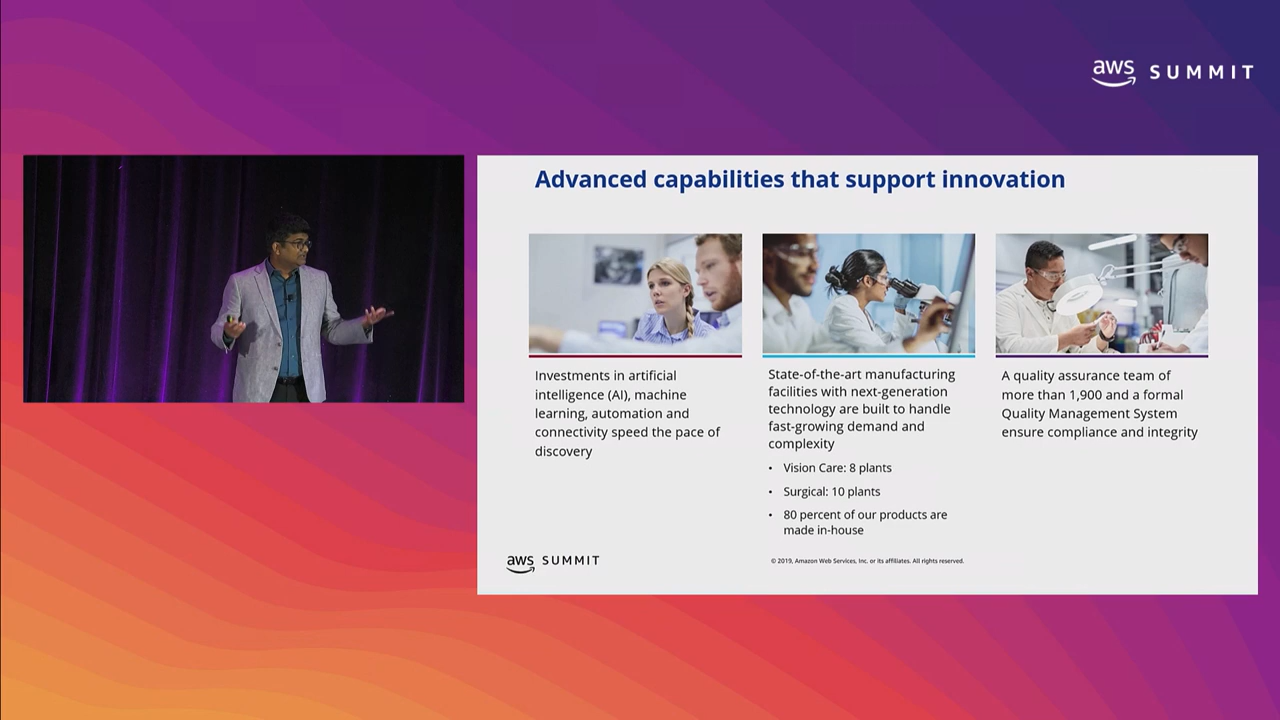 aws SUMMIT
Advanced capabilities that support innovation
Investments in artificial
intelligence (AI), machine
learning, automation and
connectivity speed the pace of
discovery
State-of-the-art manufacturing
facilities with next-generation
technology are built to handle
fast-growing demand and
complexity
• Vision Care: 8 plants
• Surgical: 10 plants
• 80 percent of our products are
made in-house
A quality assurance team of
more than 1,900 and a formal
Quality Management System
ensure compliance and integrity
aws SUMMIT
© 2019, Amazon Web Services, Inc. or its affiliates. All rights reserved.